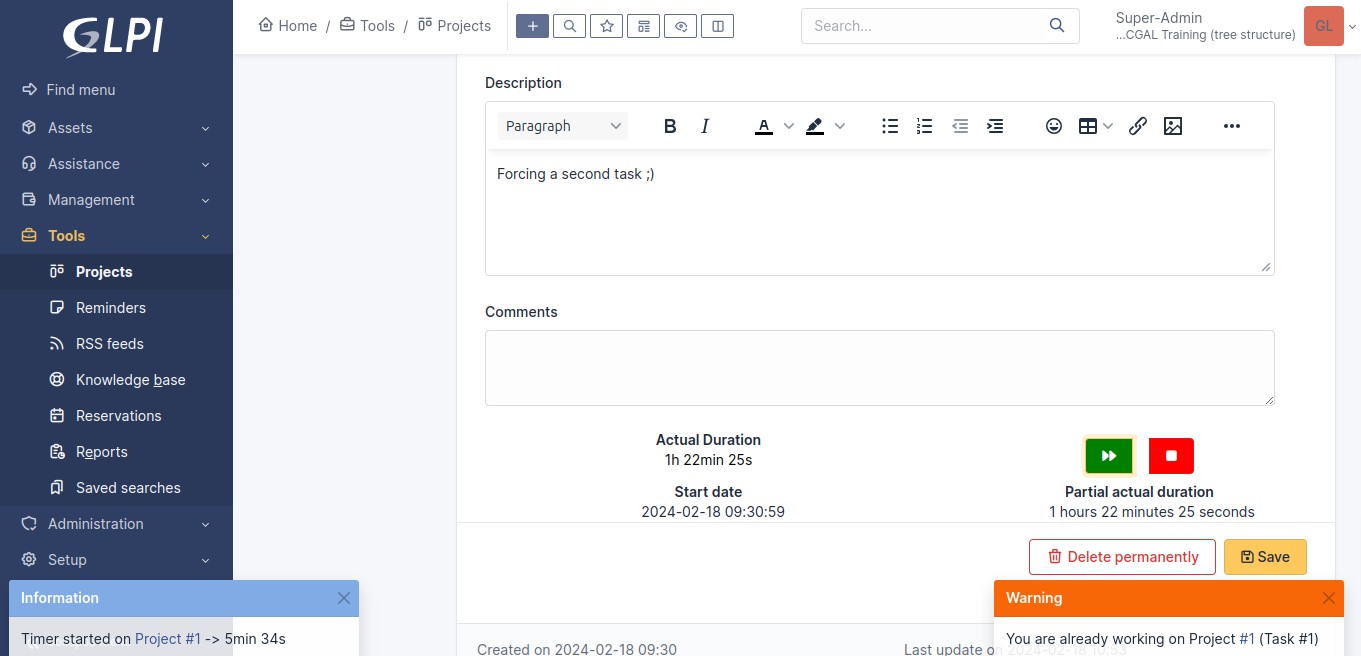 GLPI
Home / Tools / Projects
Search...
Super-Admin
...CGAL Training (tree structure)
GL
Find menu
Assets
Assistance
Management
Tools
Projects
Reminders
RSS feeds
Knowledge base
Reservations
Reports
Saved searches
Administration
Setup
Description
Paragraph
B I A
Forcing a second task ;)
Comments
Actual Duration
1h 22min 25s
Start date
2024-02-18 09:30:59
Partial actual duration
1 hours 22 minutes 25 seconds
Delete permanently
Save
Information
Timer started on Project #1 -> 5min 34s
Warning
You are already working on Project #1 (Task #1)
Created on 2024-02-18 09:30
Last update on 2024-02-18 10:53